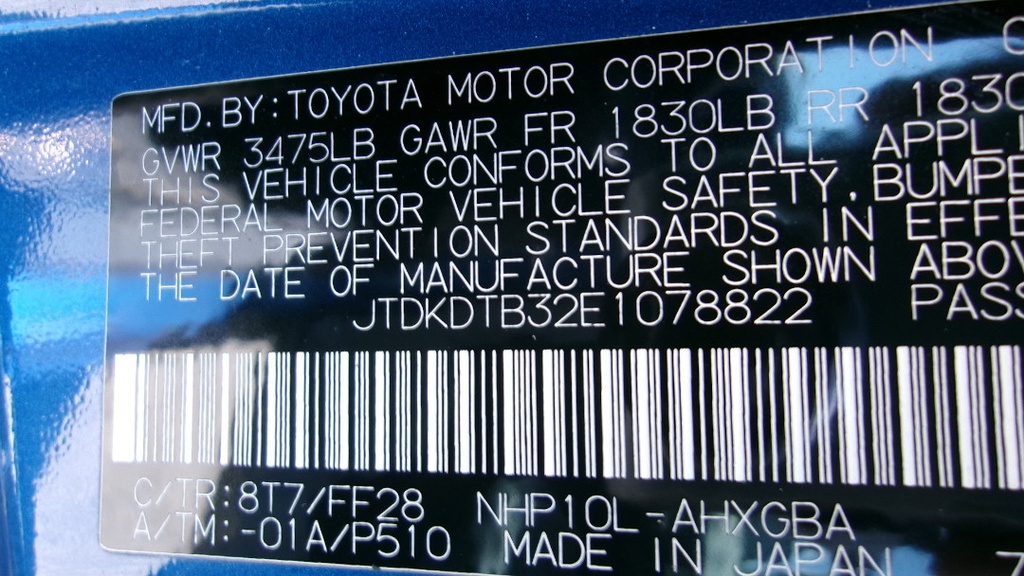 MFD. BY: TOYOTA MOTOR CORPORATION
GVWR 3475LB GAWR FR 1830LB RR 1830
THIS VEHICLE CONFORMS TO ALL APPLI
FEDERAL MOTOR VEHICLE SAFETY, BUMPE
THEFT PREVENTION STANDARDS IN EFFE
THE DATE OF MANUFACTURE SHOWN ABOV
JTDKDTB32E1078822 PASS
C/TR: 8T7/FF28 NHP10L-AHXGBA
A/TM: -01A/P510 MADE IN JAPAN 7